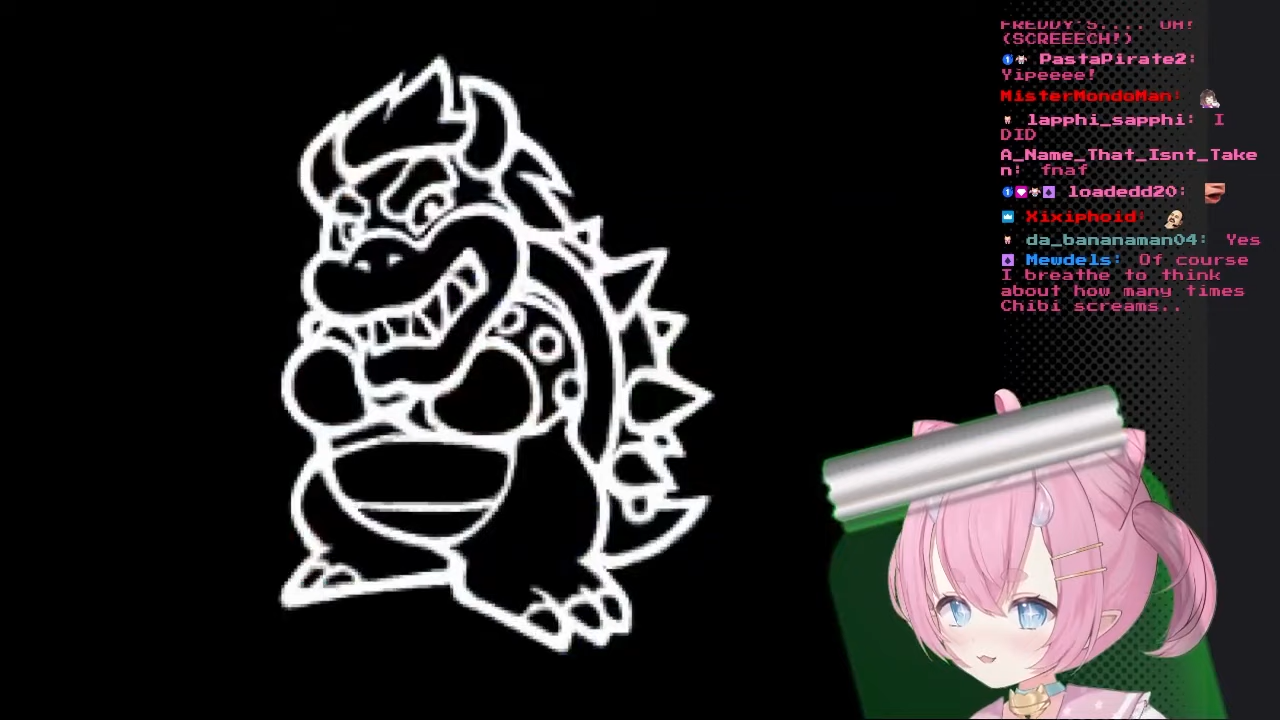 FREDDY'S.... UH!
(SCREEECH!)
PastaPirate2:
Yipeeee!
MisterMondoMan:
lapphi_sapphi: I
DID
A_Name_That_Isnt_Take
n: fnaf
loadedd20:
Xixiphoid:
da_bananaman04: Yes
Mewdels: Of course
I breathe to think
about how many times
Chibi screams..